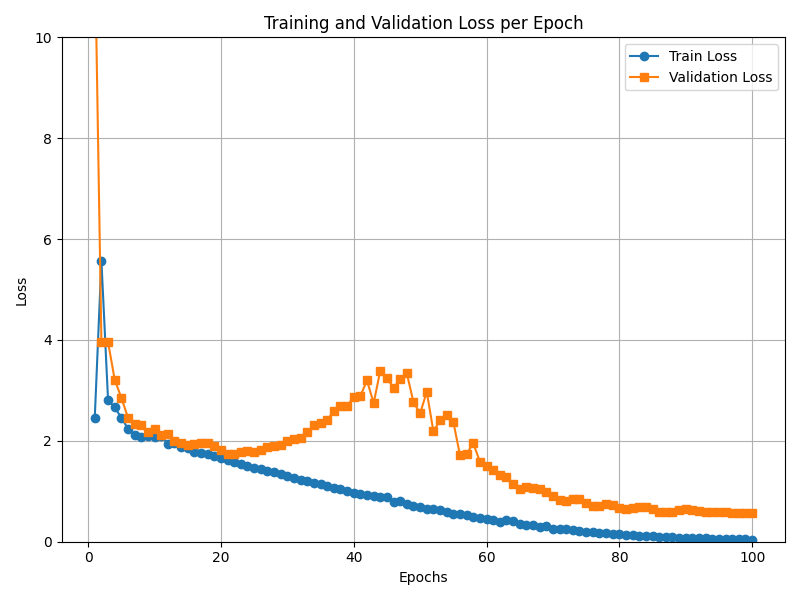 Training and Validation Loss per Epoch
Train Loss
Validation Loss
Loss
10
8
6
4
2
0
0 20 40 60 80 100
Epochs